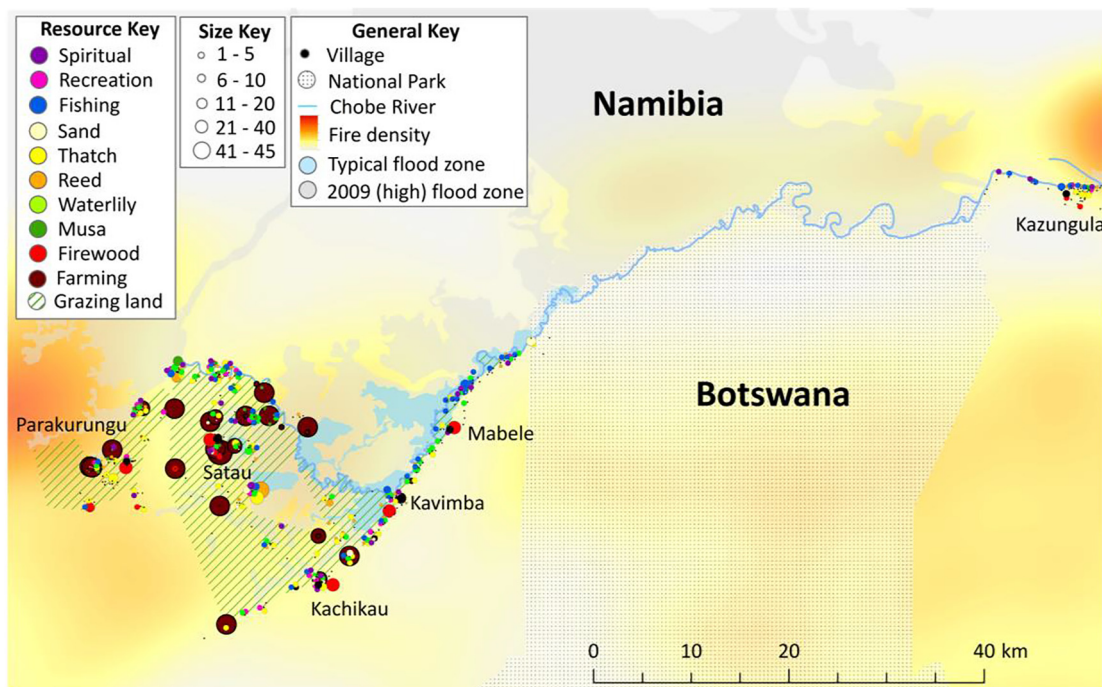 Resource Key
Spiritual
Recreation
Fishing
Sand
Thatch
Reed
Waterlily
Musa
Firewood
Farming
Grazing land
Size Key
1 - 5
6 - 10
11 - 20
21 - 40
41 - 45
General Key
Village
National Park
Chobe River
Fire density
Typical flood zone
2009 (high) flood zone
Namibia
Kazungula
Botswana
Parakurungu
Mabele
Satau
Kavimba
Kachikau
0 10 20 40 km